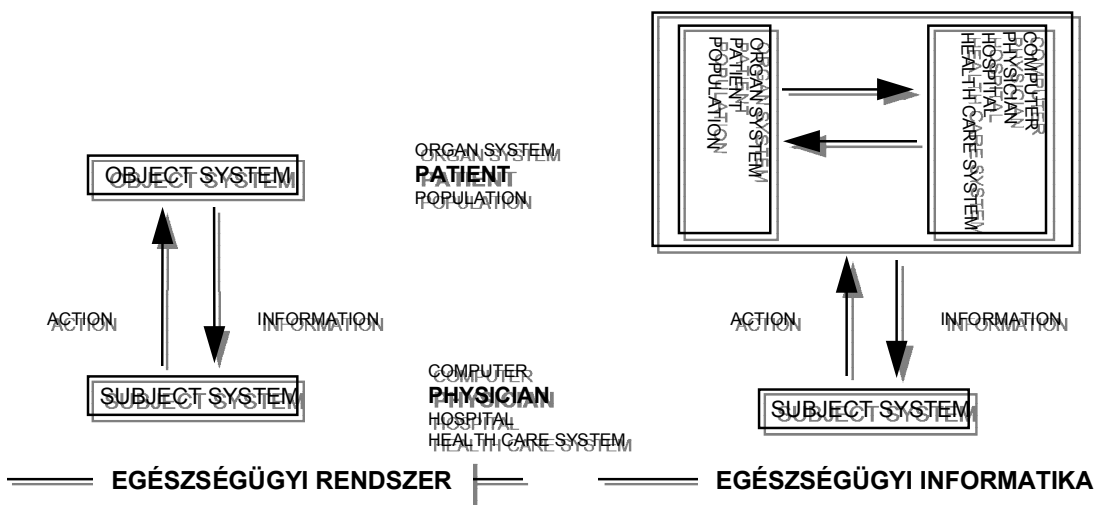 OBJECT SYSTEM
ACTION
INFORMATION
SUBJECT SYSTEM
ORGAN SYSTEM
PATIENT
POPULATION
COMPUTER
PHYSICIAN
HOSPITAL
HEALTH CARE SYSTEM
EGÉSZSÉGÜGYI RENDSZER
ORGAN SYSTEM
PATIENT
POPULATION
COMPUTER
PHYSICIAN
HOSPITAL
HEALTH CARE SYSTEM
ACTION
INFORMATION
SUBJECT SYSTEM
EGÉSZSÉGÜGYI INFORMATIKA